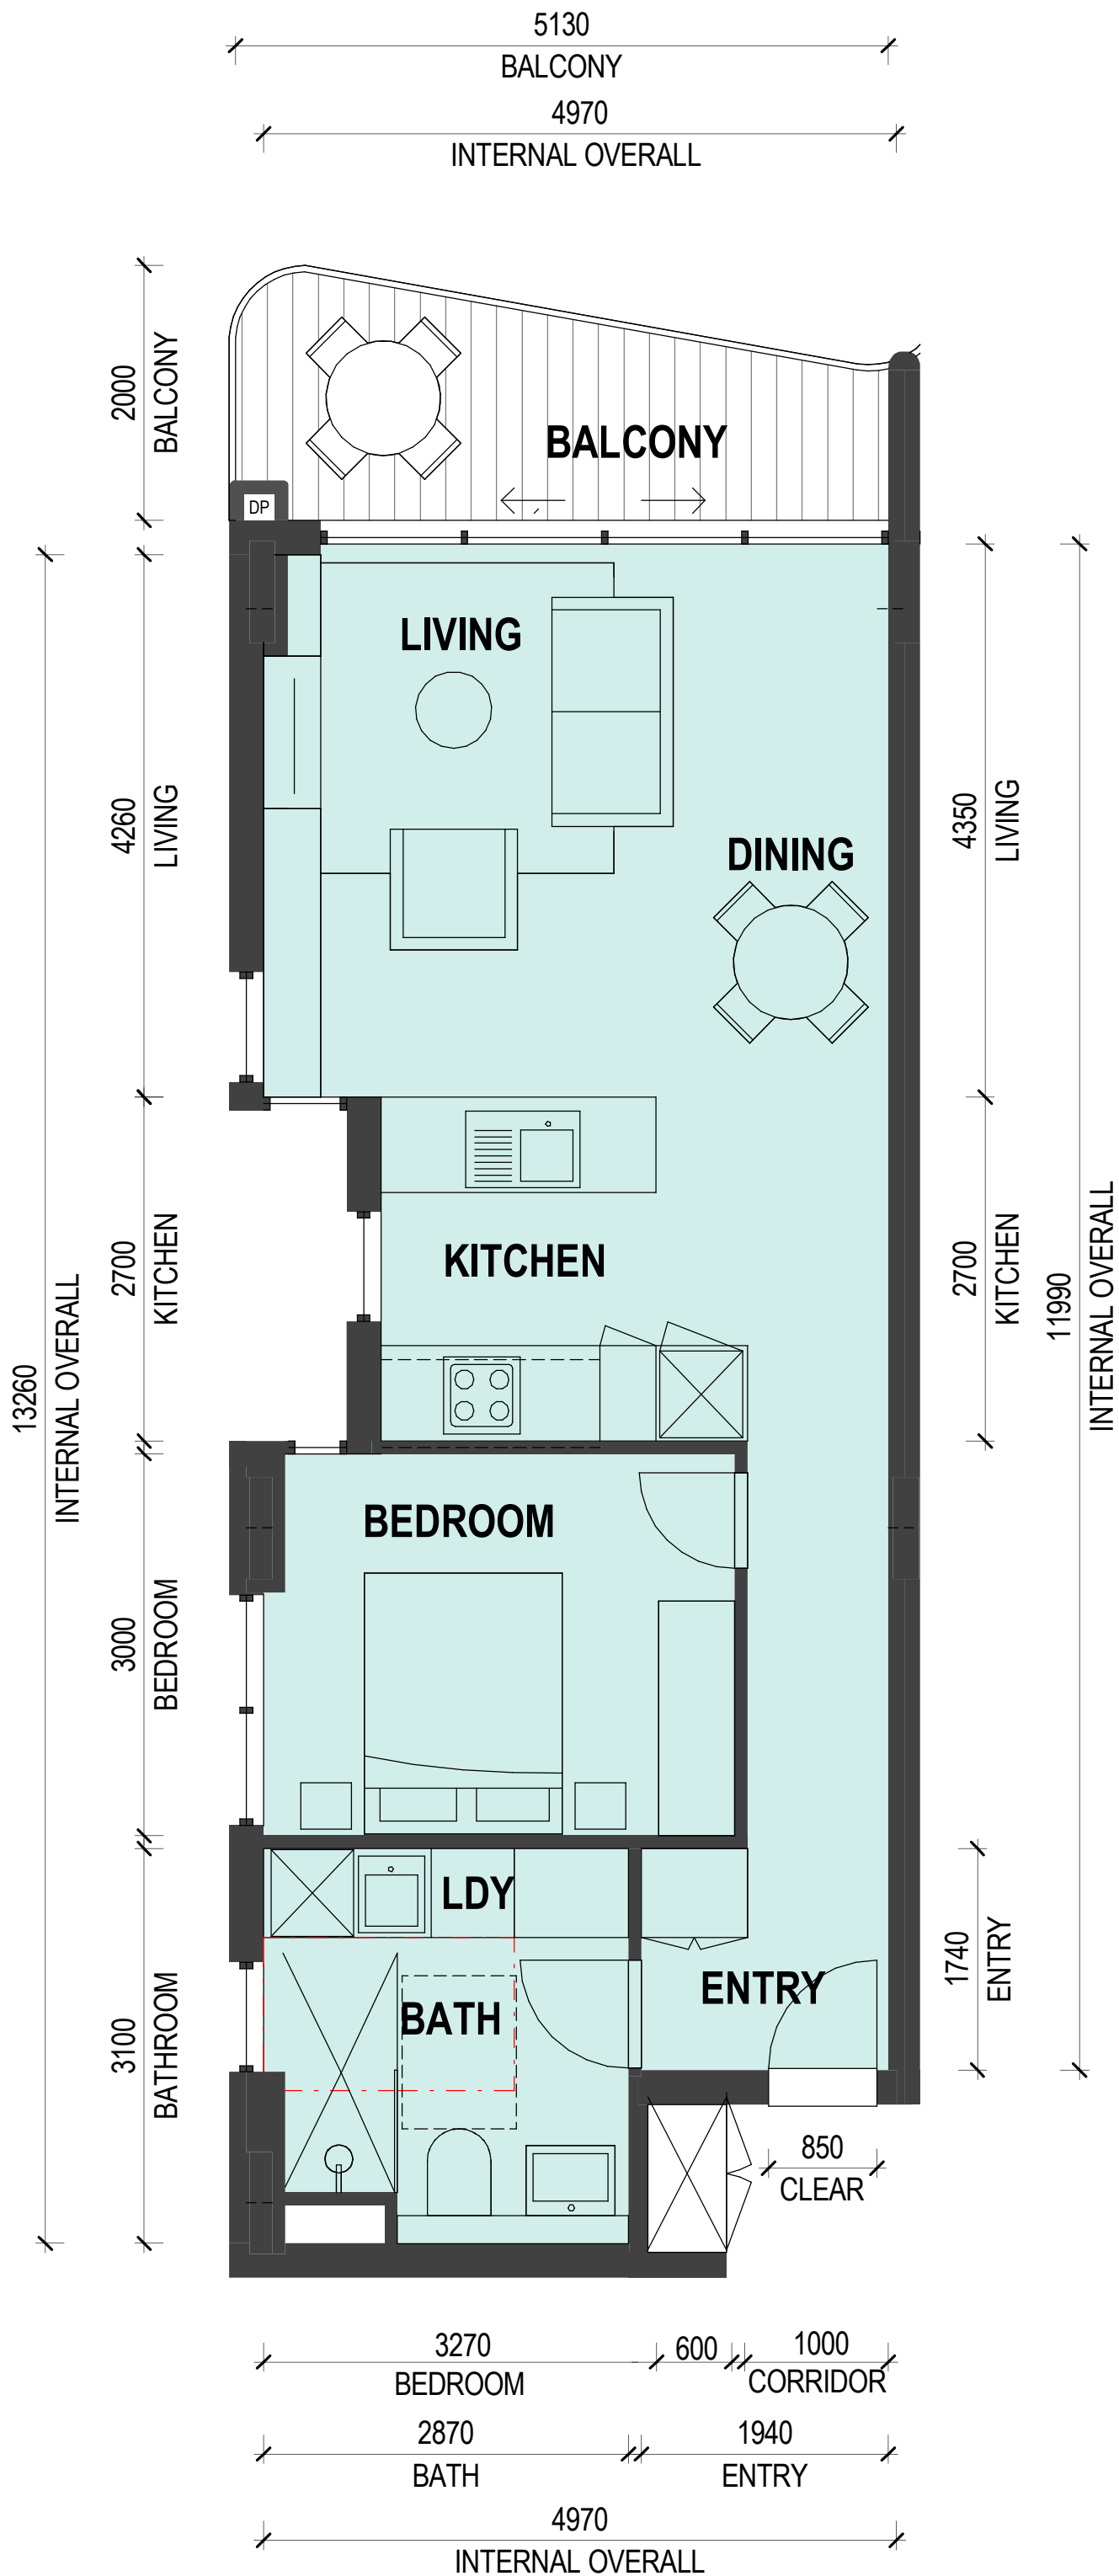 5130
BALCONY
4970
INTERNAL OVERALL
2000
BALCONY
BALCONY
DP
LIVING
4260
LIVING
4350
LIVING
DINING
13260
INTERNAL OVERALL
2700
KITCHEN
KITCHEN
2700
KITCHEN
11990
INTERNAL OVERALL
BEDROOM
3000
BEDROOM
LDY
1740
ENTRY
ENTRY
BATH
3100
BATHROOM
850
CLEAR
3270
BEDROOM
600
1000
CORRIDOR
2870
BATH
1940
ENTRY
4970
INTERNAL OVERALL